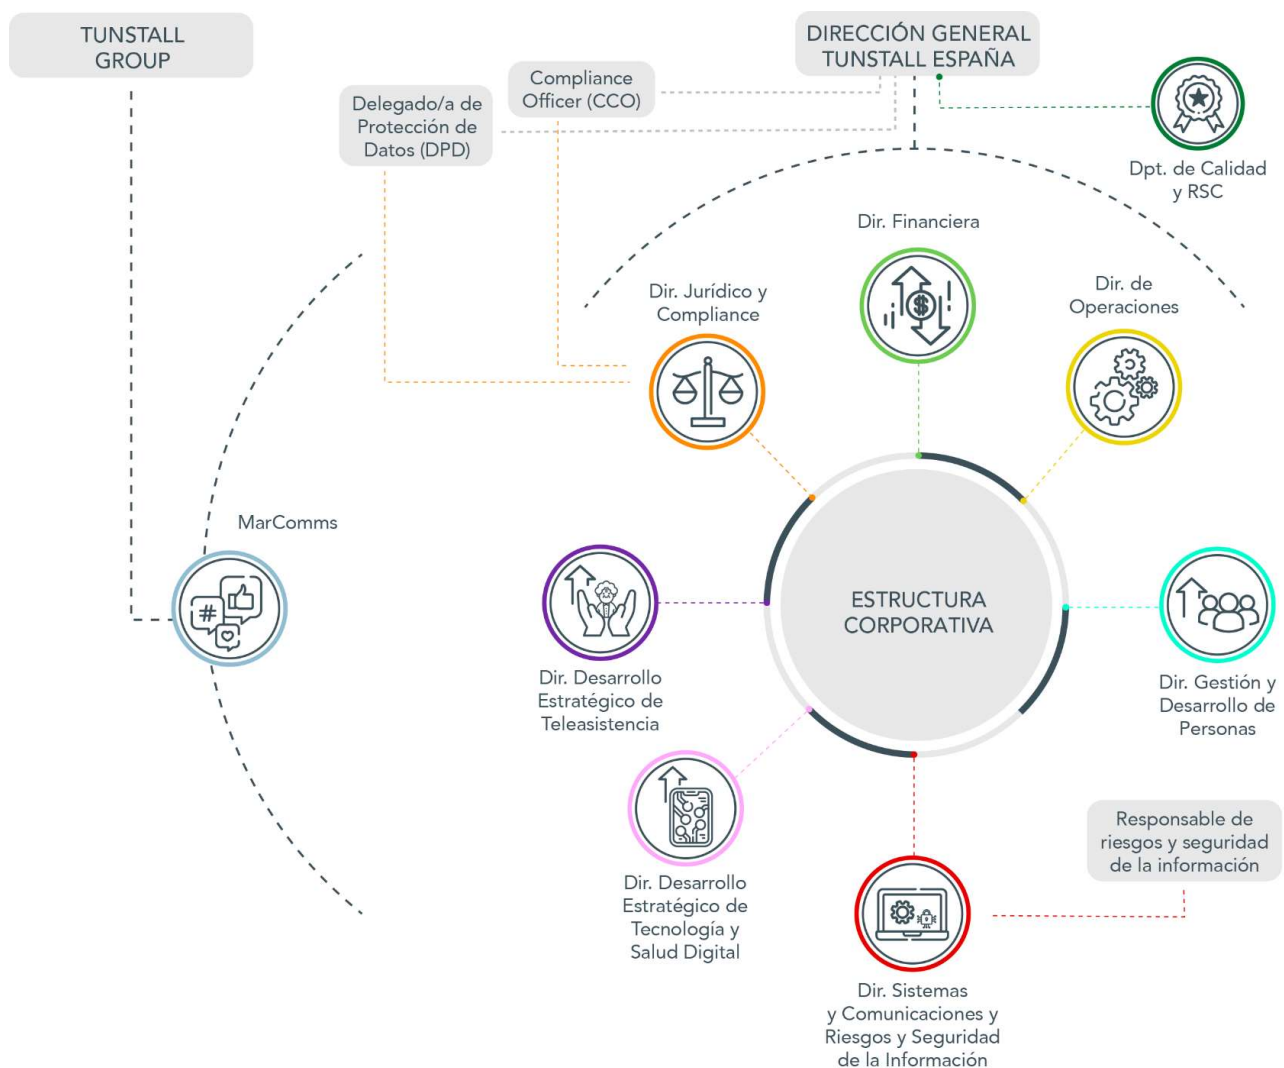 TUNSTALL
GROUP
DIRECCIÓN GENERAL
TUNSTALL ESPAÑA
Compliance
Officer (CCO)
Delegado/a de
Protección de
Datos (DPD)
Dpt. de Calidad
y RSC
Dir. Financiera
Dir. Jurídico y
Compliance
Dir. de
Operaciones
MarComms
#
$
ESTRUCTURA
CORPORATIVA
Dir. Desarrollo
Estratégico de
Teleasistencia
Dir. Gestión y
Desarrollo de
Personas
Dir. Desarrollo
Estratégico de
Tecnología y
Salud Digital
Responsable de
riesgos y seguridad
de la información
Dir. Sistemas
y Comunicaciones y
Riesgos y Seguridad
de la Información